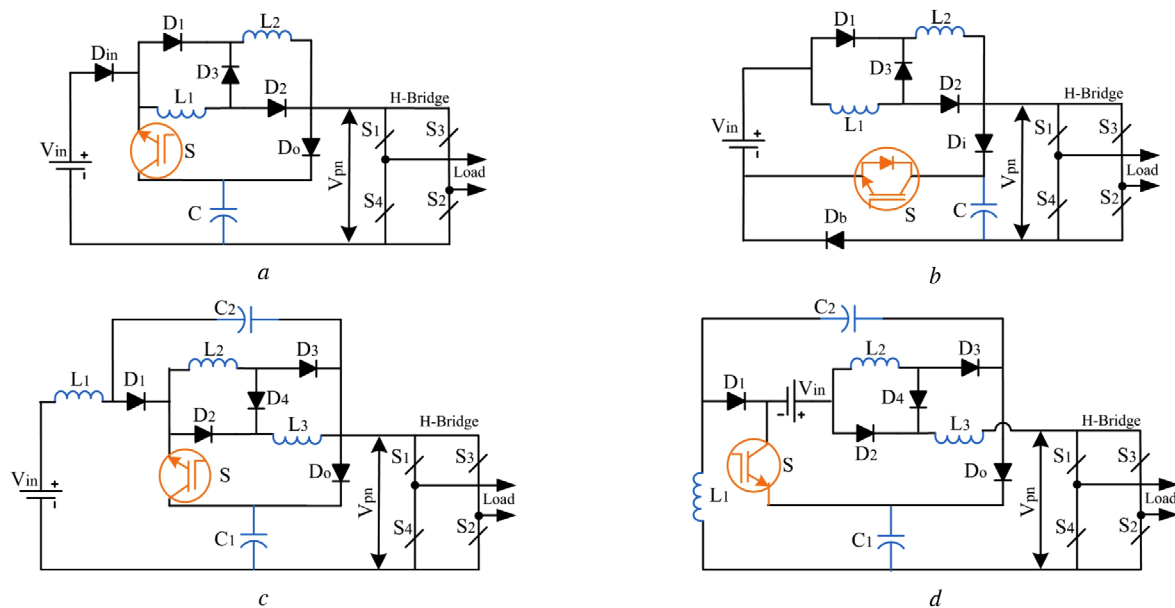 D1
L2
Din
D3
L1
D2
H-Bridge
S1
S3
Vin
+
-
S
Do
Vpn
Load
S4
S2
C
a
D1
L2
D3
D2
H-Bridge
L1
S1
S3
Vin
+
-
Di
Vpn
Load
S
C
S4
S2
Db
b
C2
L2
D3
L1
D1
D4
D2
L3
H-Bridge
S1
S3
Vin
+
-
S
Do
Vpn
Load
S4
S2
C1
c
C2
L2
D3
D1
Vin
-
+
D4
L3
H-Bridge
D2
S
S1
S3
L1
Do
Vpn
Load
C1
S4
S2
d